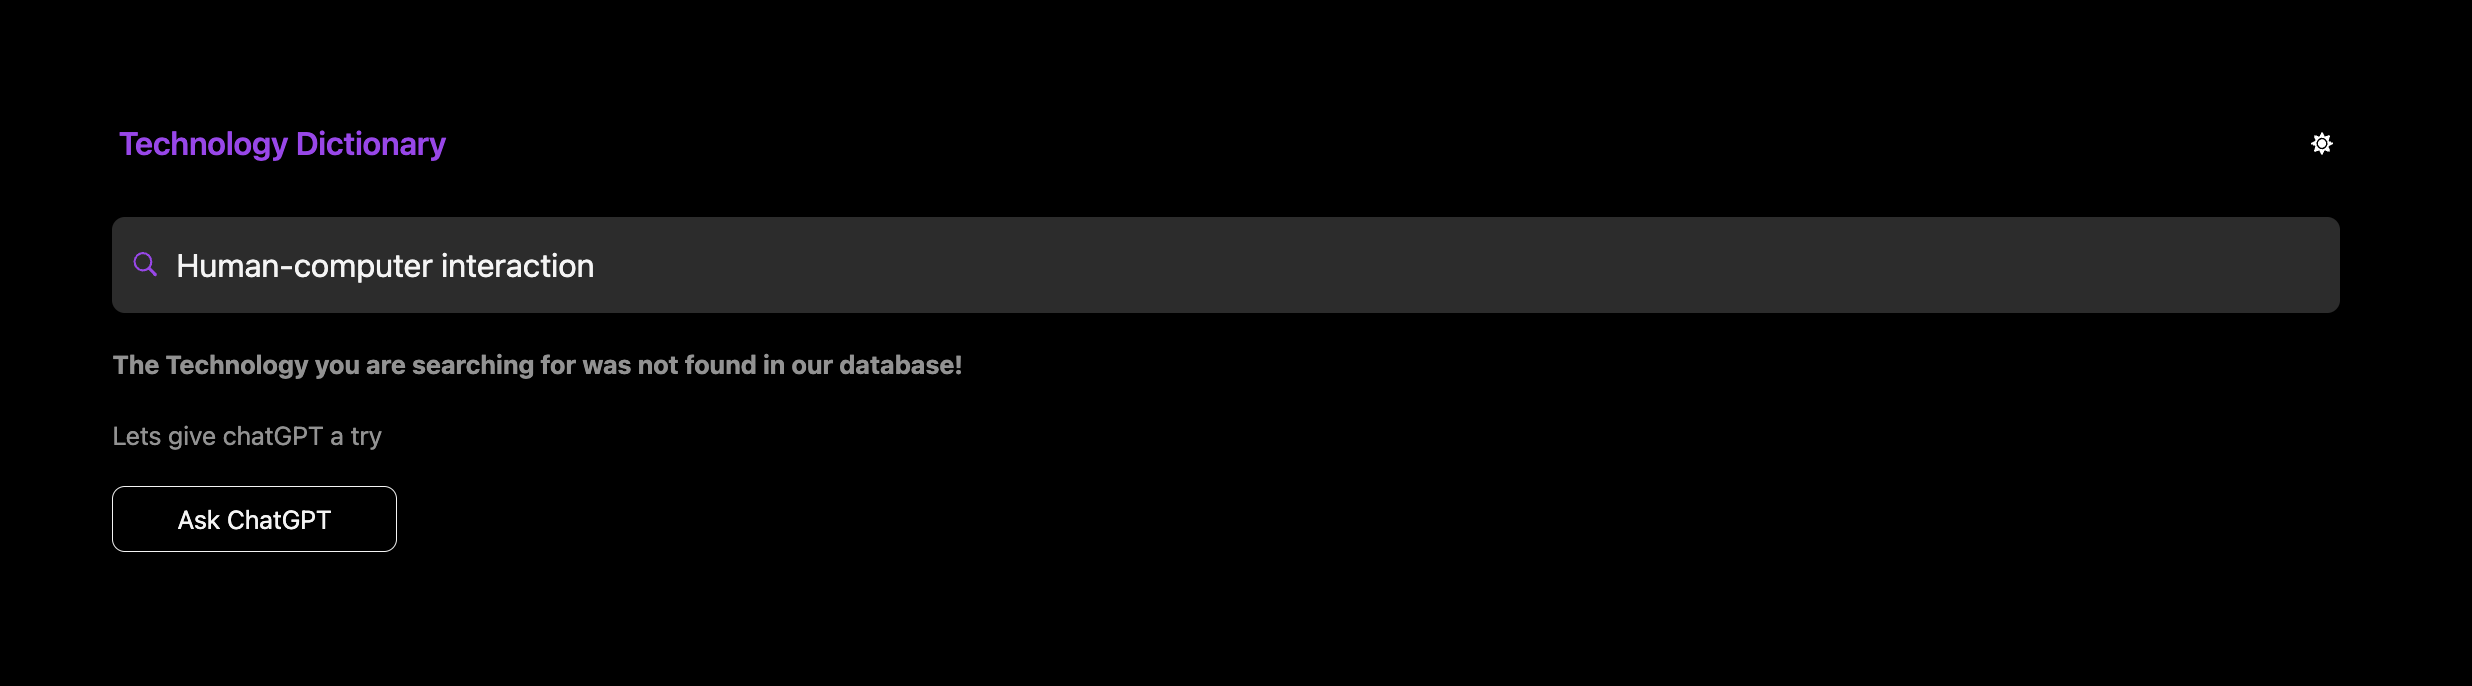 Technology Dictionary
Human-computer interaction
The Technology you are searching for was not found in our database!
Lets give chatGPT a try
Ask ChatGPT